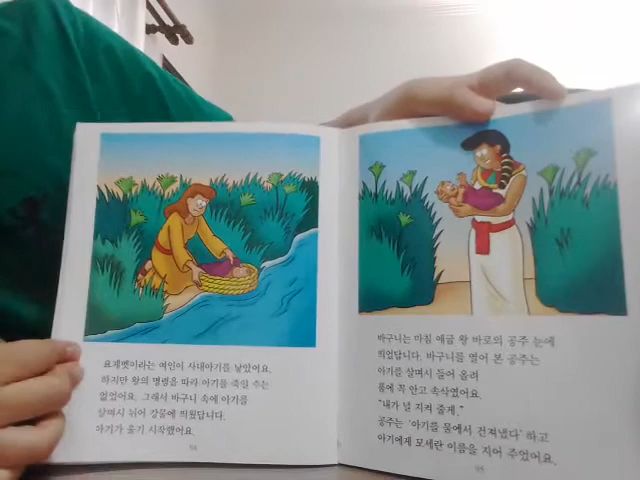 요게벳이라는 여인이 사내아기를 낳았어요.
하지만 왕의 명령을 따라 아기를 죽일 수는
없었어요. 그래서 바구니 속에 아기를
살며시 뉘어 강물에 띄웠답니다.
아기가 울기 시작했어요.
94
바구니는 마침 애굽 왕 바로의 공주 눈에
띄었답니다. 바구니를 열어 본 공주는
아기를 살며시 들어 올려
품에 꼭 안고 속삭였어요.
"내가 널 지켜 줄게."
공주는 '아기를 물에서 건져냈다' 하고
아기에게 모세란 이름을 지어 주었어요.
95